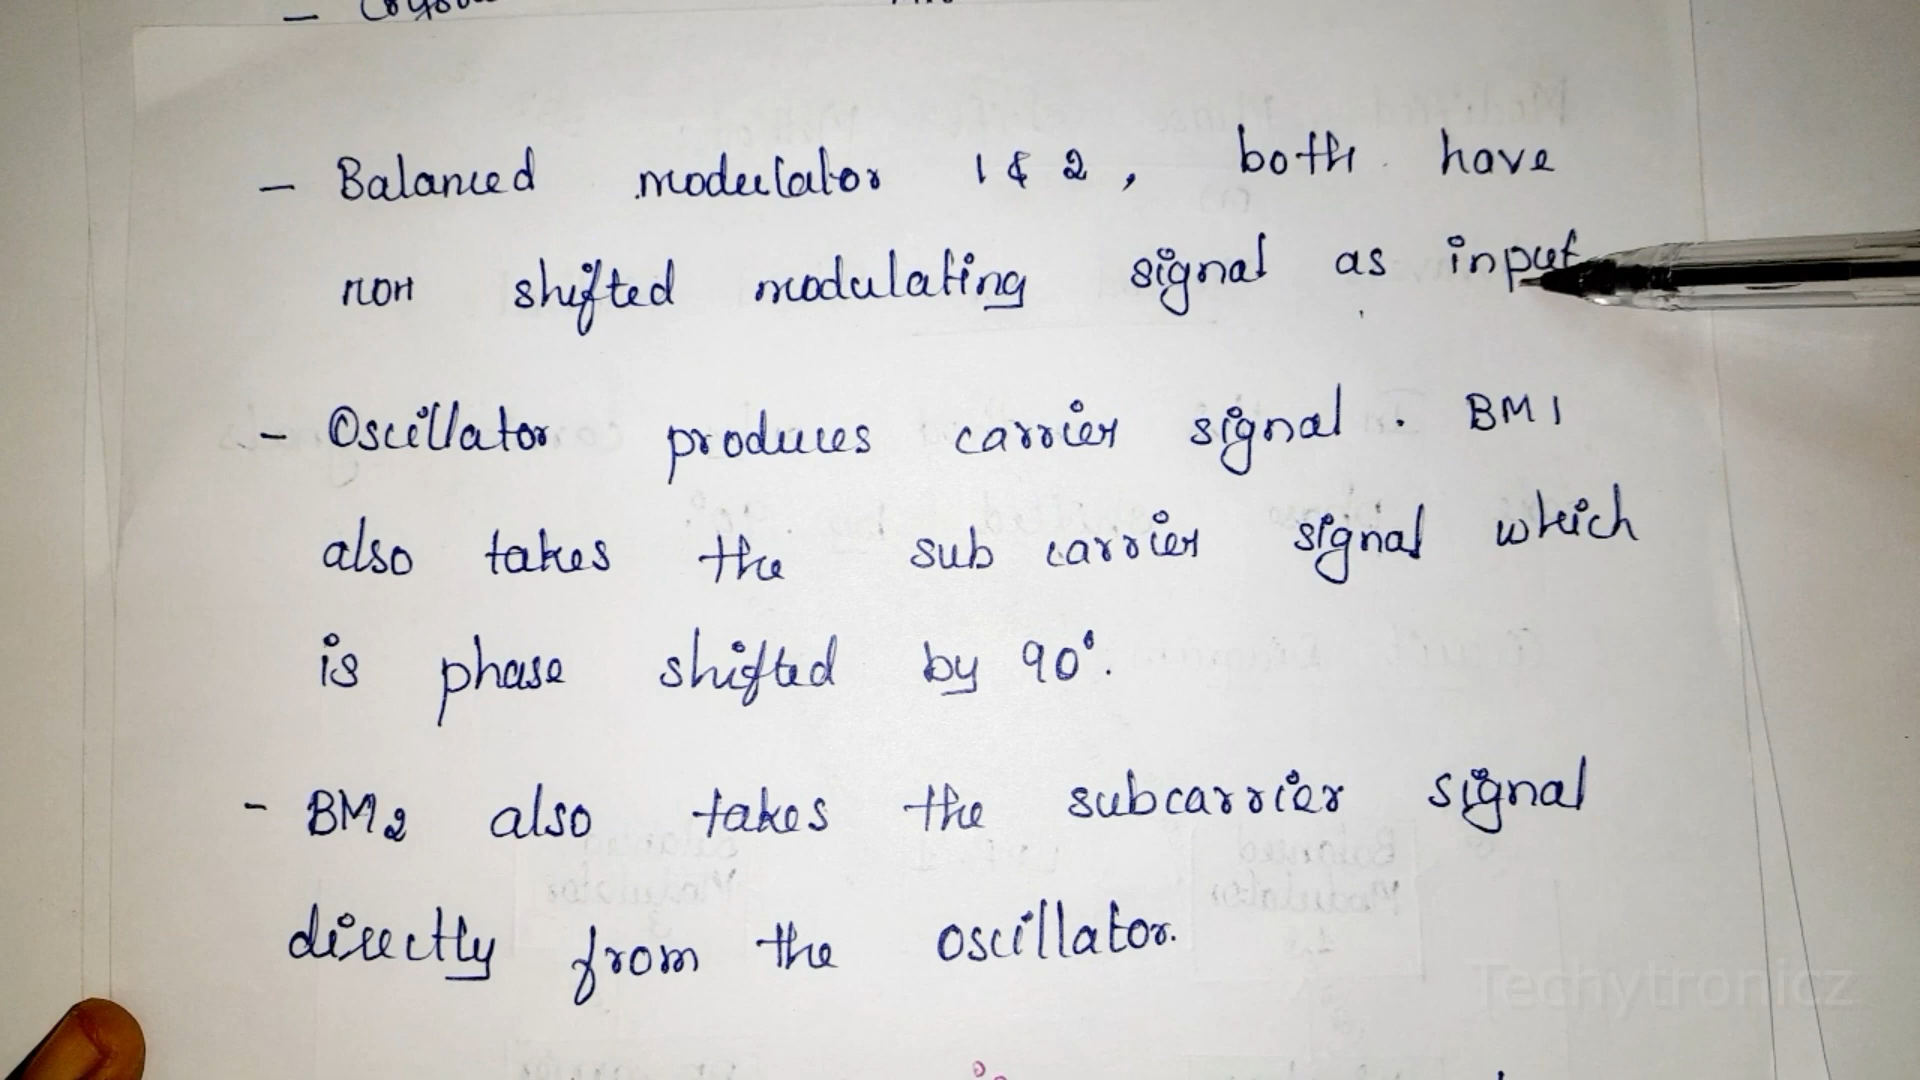 - Balanced modulator 1 & 2, both have
non shifted modulating signal as input
- Oscillator produces carrier signal. BM1
also takes the sub carrier signal which
is phase shifted by 90°.
- BM2 also takes the subcarrier signal
directly from the oscillator.
Techytronicz